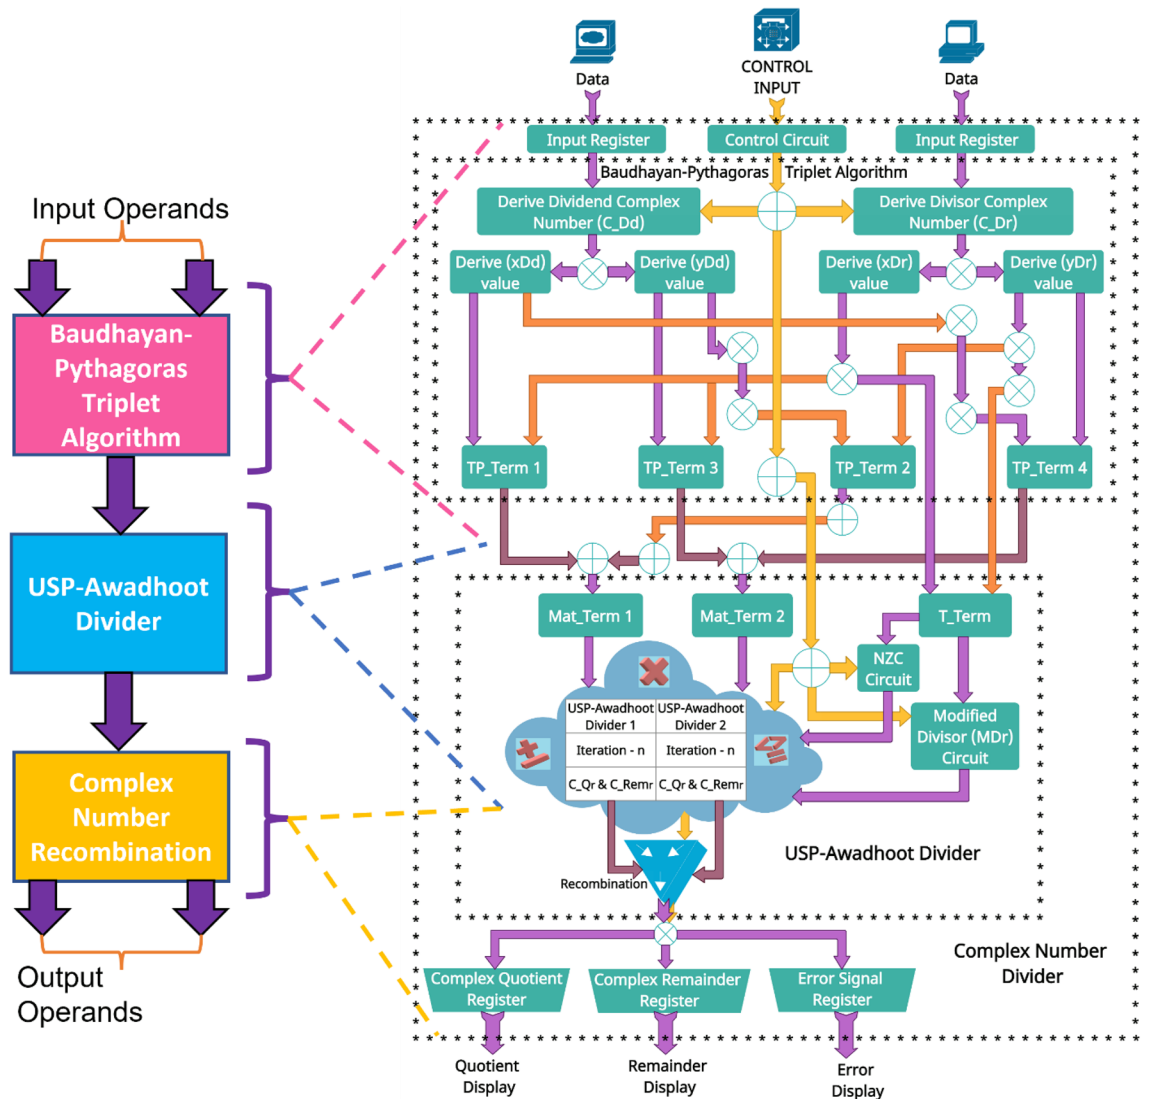 Input Operands
Baudhayan-
Pythagoras
Triplet
Algorithm
USP-Awadhoot
Divider
Complex
Number
Recombination
Output
Operands
Data
CONTROL
INPUT
Data
Input Register
Control Circuit
Input Register
Baudhayan-Pythagoras Triplet Algorithm
Derive Dividend Complex
Number (C_Dd)
Derive Divisor Complex
Number (C_Dr)
Derive (xDd)
value
Derive (yDd)
value
Derive (xDr)
value
Derive (yDr)
value
TP_Term 1
TP_Term 3
TP_Term 2
TP_Term 4
Mat_Term 1
Mat_Term 2
T_Term
NZC
Circuit
Modified
Divisor (MDr)
Circuit
USP-Awadhoot
Divider 1
USP-Awadhoot
Divider 2
Iteration - n
Iteration - n
C_Qr & C_Remr
C_Qr & C_Remr
Recombination
USP-Awadhoot Divider
Complex Number
Divider
Complex Quotient
Register
Complex Remainder
Register
Error Signal
Register
Quotient
Display
Remainder
Display
Error
Display